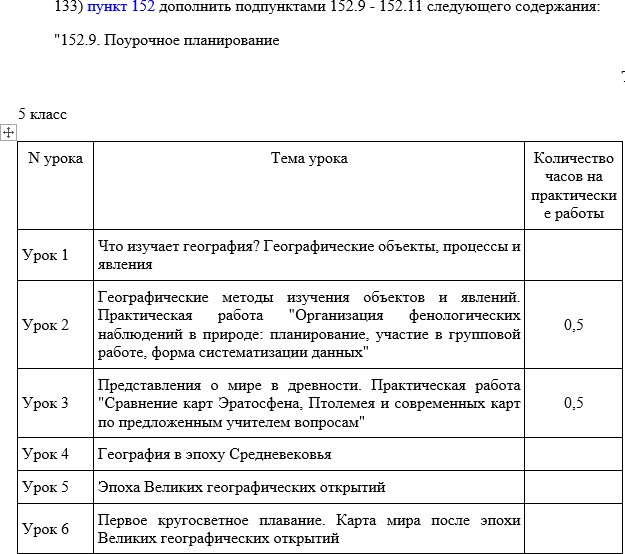 133) пункт 152 дополнить подпунктами 152.9 - 152.11 следующего содержания:
"152.9. Поурочное планирование
5 класс
N урока
Тема урока
Количество
часов на
практически
е работы
Урок 1
Что изучает география? Географические объекты, процессы и
явления
Урок 2
Географические методы изучения объектов и явлений.
Практическая работа "Организация фенологических
наблюдений в природе: планирование, участие в групповой
работе, форма систематизации данных"
0,5
Урок 3
Представления о мире в древности. Практическая работа
"Сравнение карт Эратосфена, Птолемея и современных карт
по предложенным учителем вопросам"
0,5
Урок 4
География в эпоху Средневековья
Урок 5
Эпоха Великих географических открытий
Урок 6
Первое кругосветное плавание. Карта мира после эпохи
Великих географических открытий